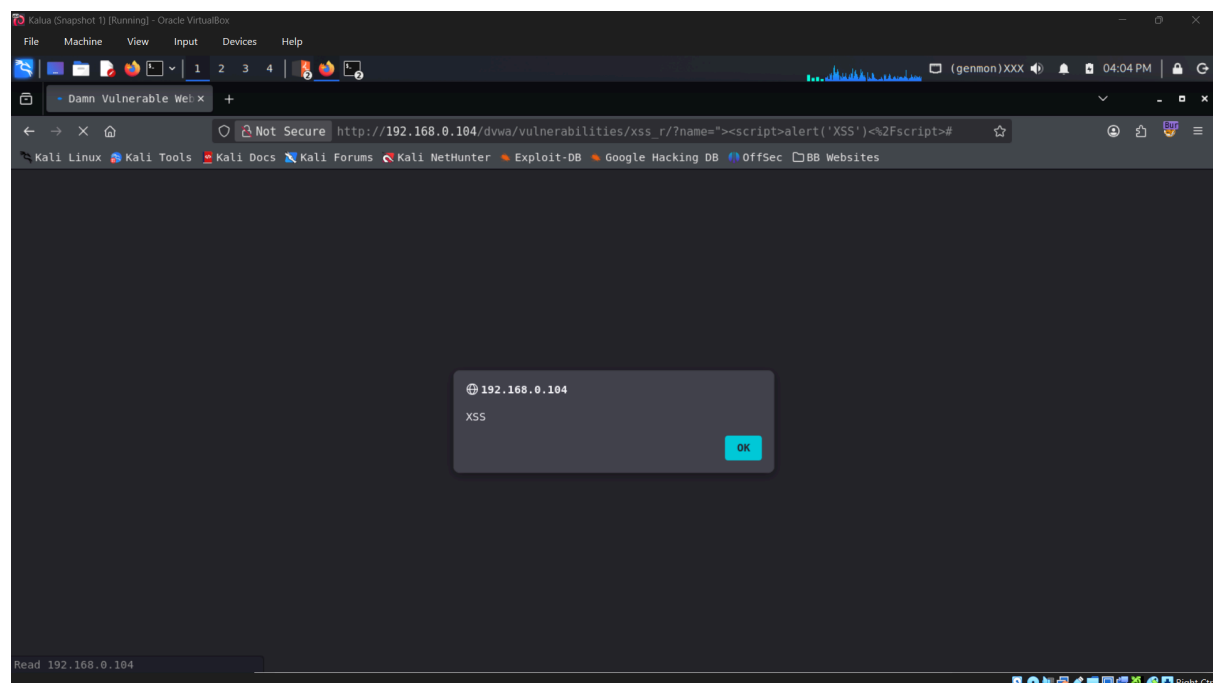 Kalua (Snapshot 1) [Running] - Oracle VirtualBox
File Machine View Input Devices Help
1 2 3 4 2 2 (genmon)XXX 04:04 PM
Damn Vulnerable Web × +
Not Secure http://192.168.0.104/dvwa/vulnerabilities/xss_r/?name="><script>alert('XSS')<%2Fscript>#
Kali Linux Kali Tools Kali Docs Kali Forums Kali NetHunter Exploit-DB Google Hacking DB OffSec BB Websites
192.168.0.104
XSS
OK
Read 192.168.0.104